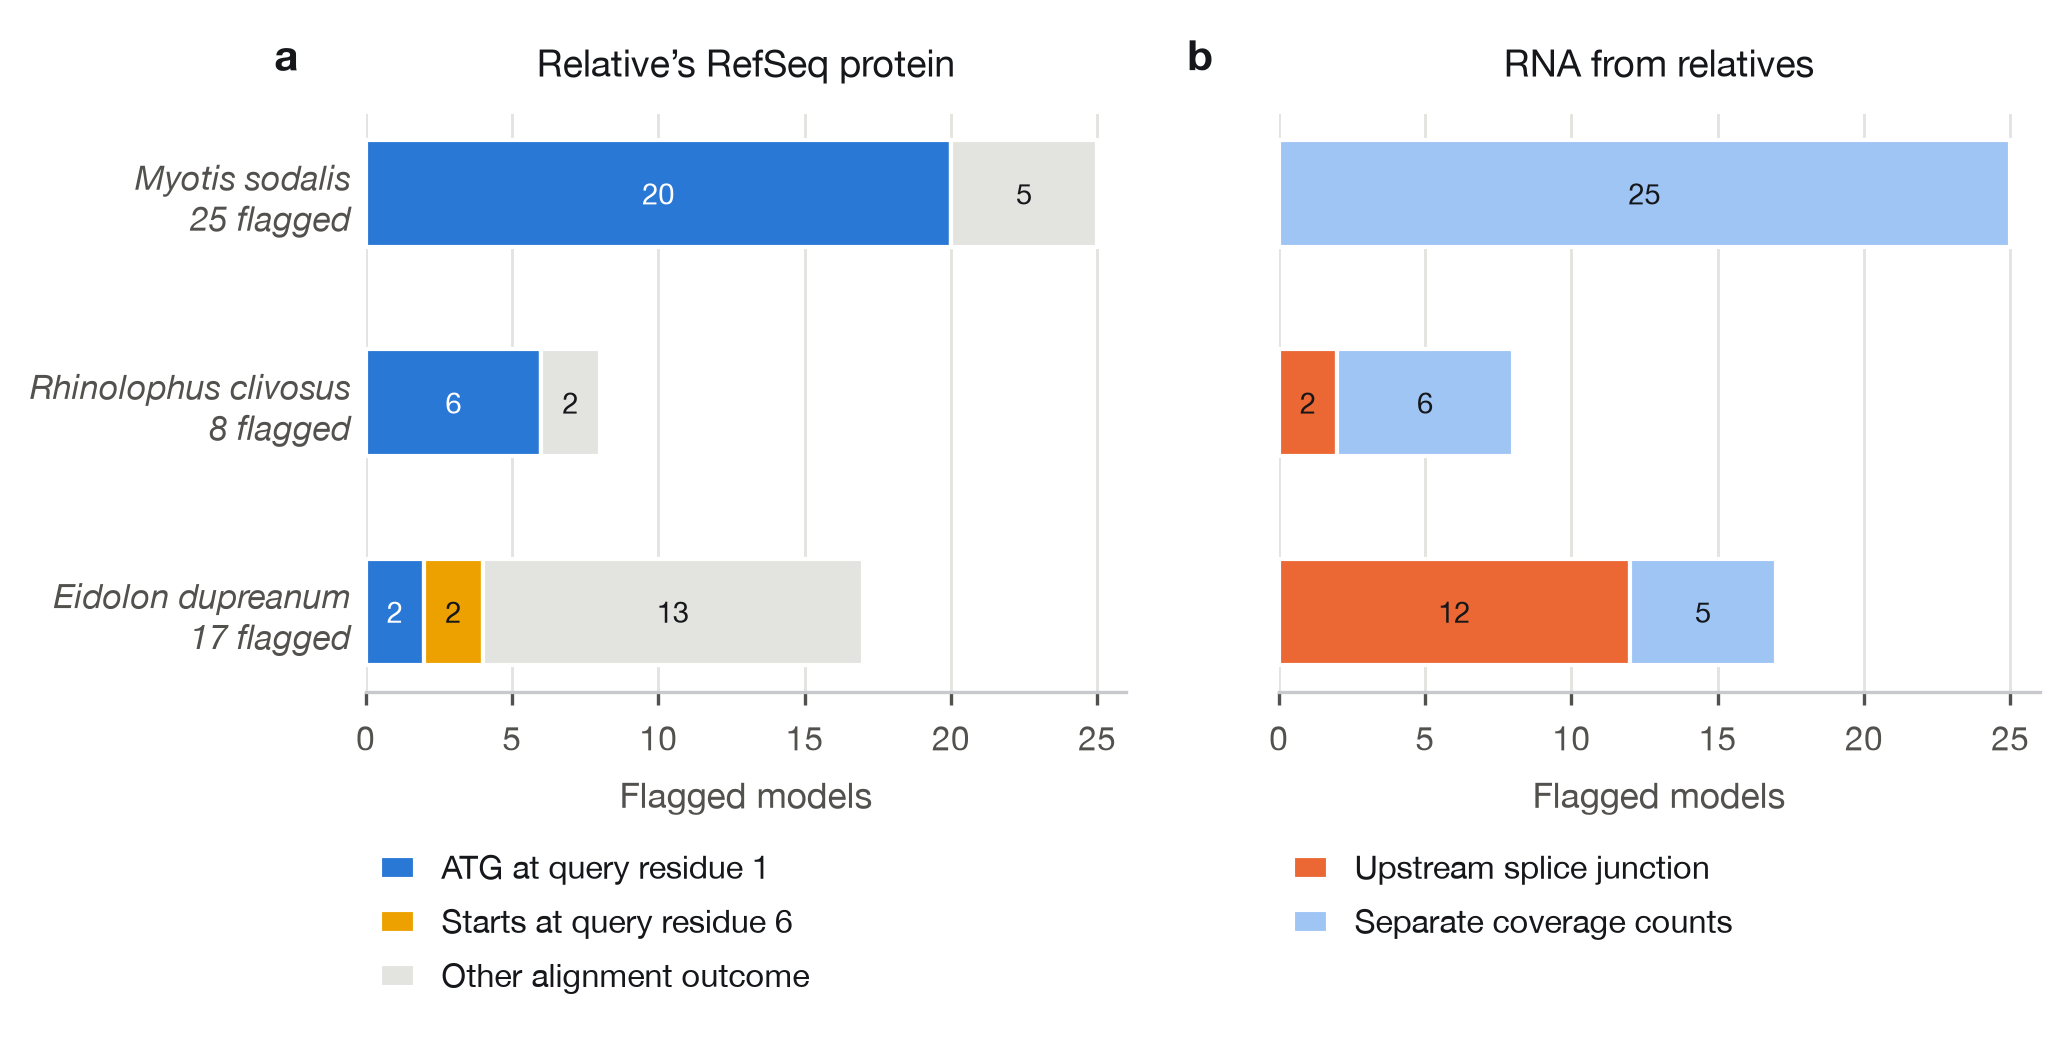 a
Relative’s RefSeq protein
Myotis sodalis
25 flagged
20
5
Rhinolophus clivosus
8 flagged
6
2
Eidolon dupreanum
17 flagged
2
2
13
0 5 10 15 20 25
Flagged models
ATG at query residue 1
Starts at query residue 6
Other alignment outcome
b
RNA from relatives
25
2
6
12
5
0 5 10 15 20 25
Flagged models
Upstream splice junction
Separate coverage counts